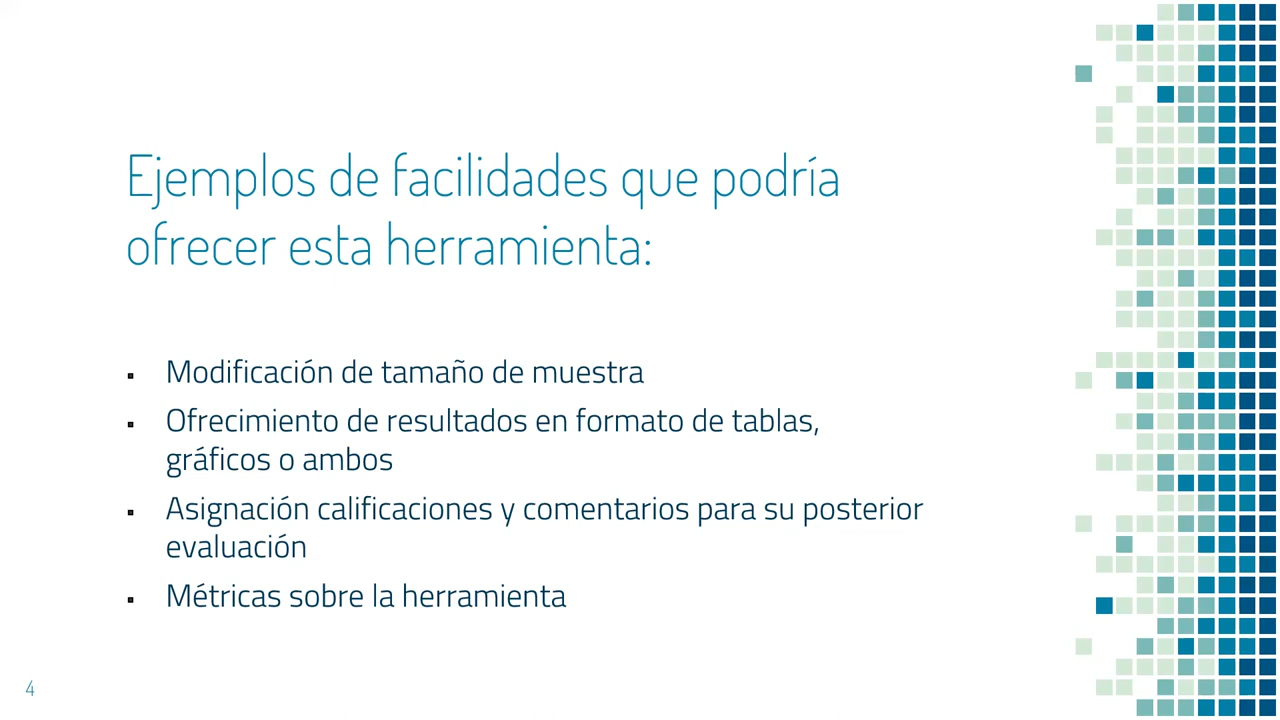 Ejemplos de facilidades que podría
ofrecer esta herramienta:
▪ Modificación de tamaño de muestra
▪ Ofrecimiento de resultados en formato de tablas,
gráficos o ambos
▪ Asignación calificaciones y comentarios para su posterior
evaluación
▪ Métricas sobre la herramienta
4